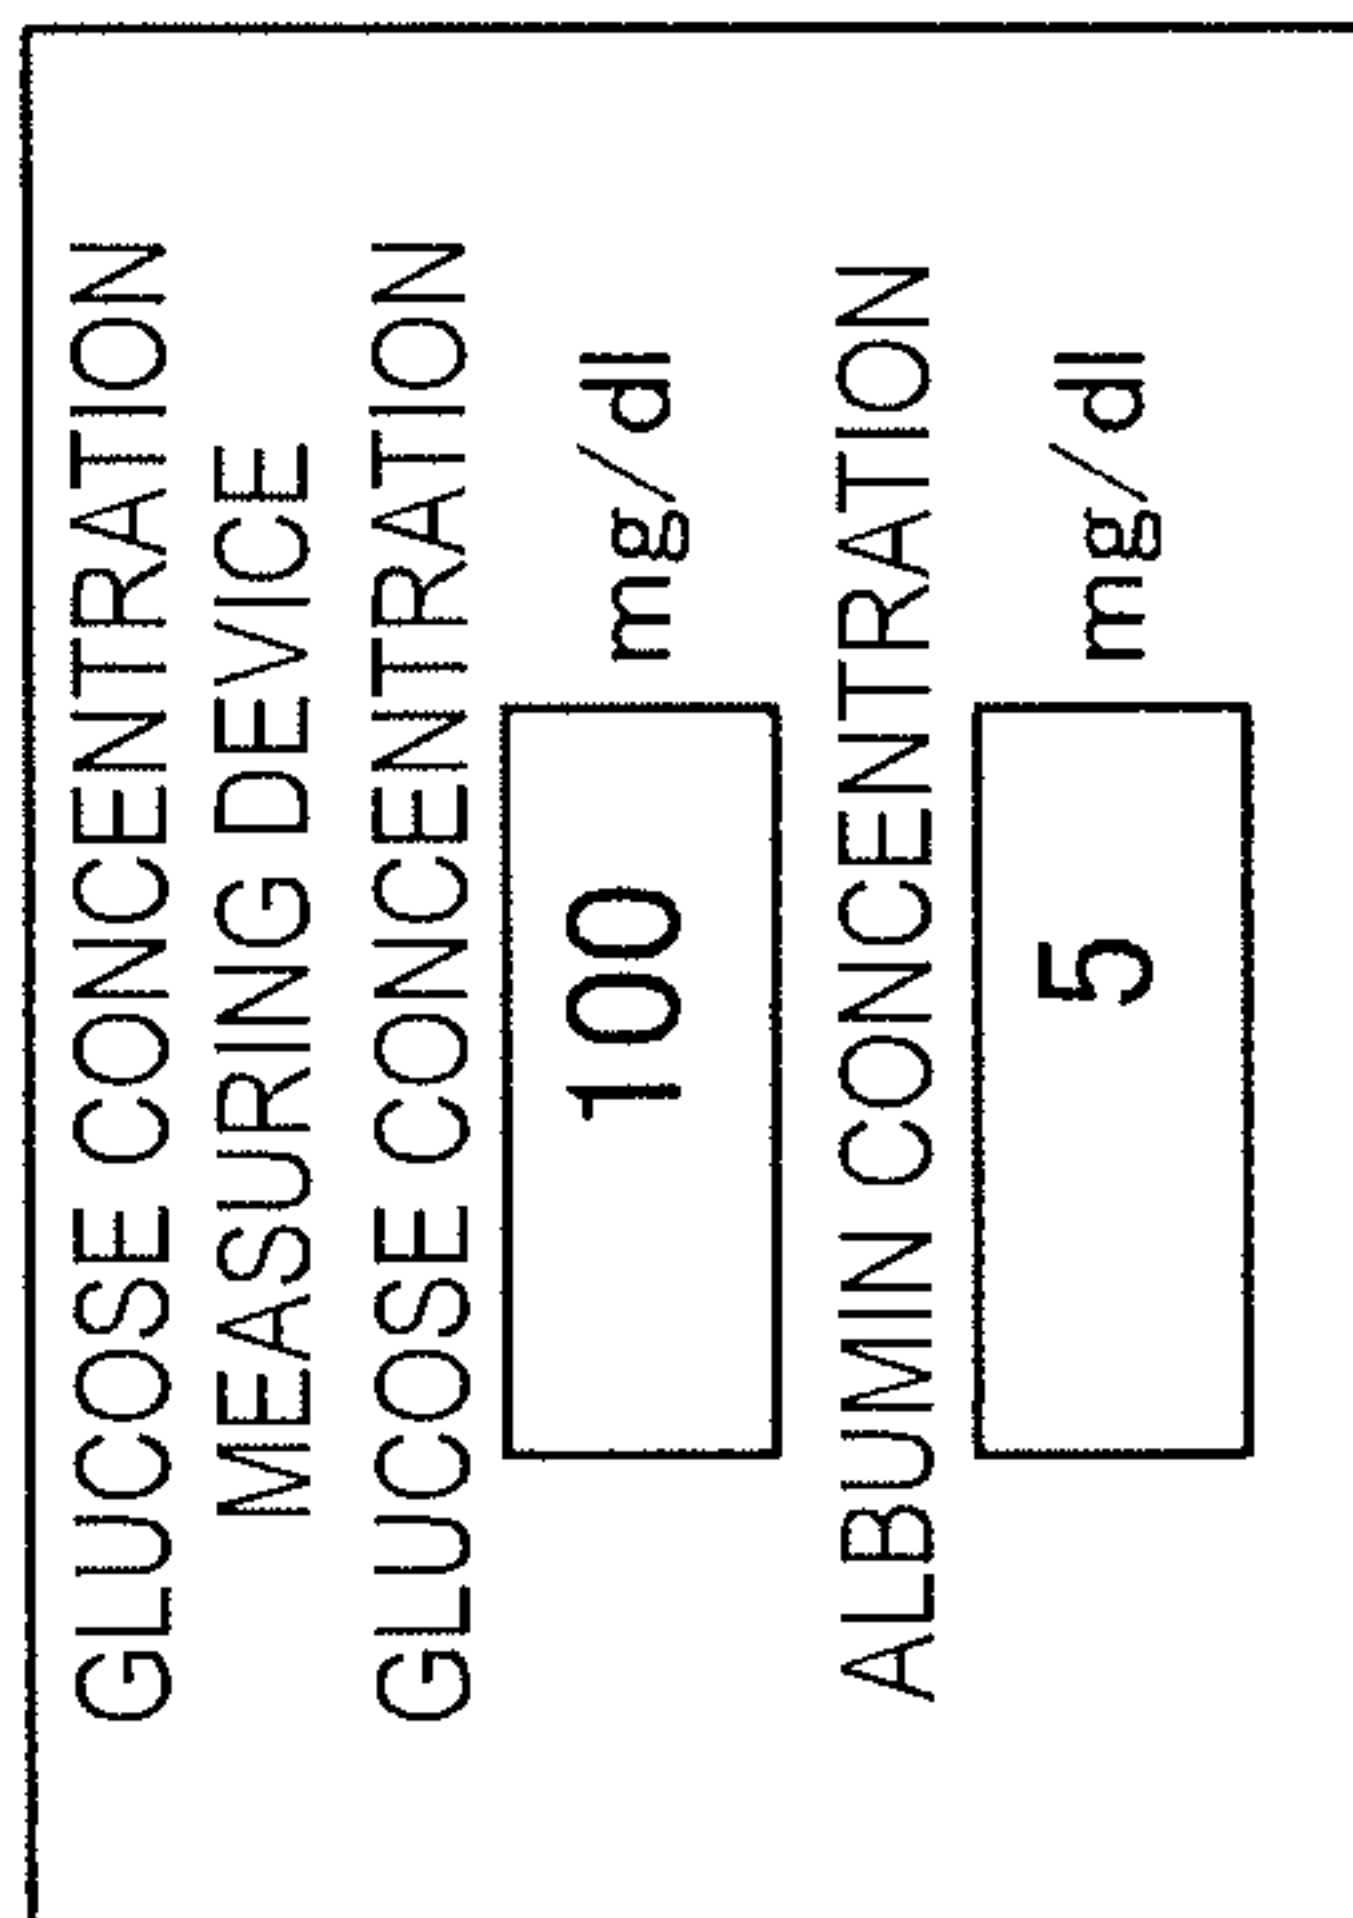 GLUCOSE CONCENTRATION
MEASURING DEVICE
GLUCOSE CONCENTRATION
100 mg/dl
ALBUMIN CONCENTRATION
5 mg/dl